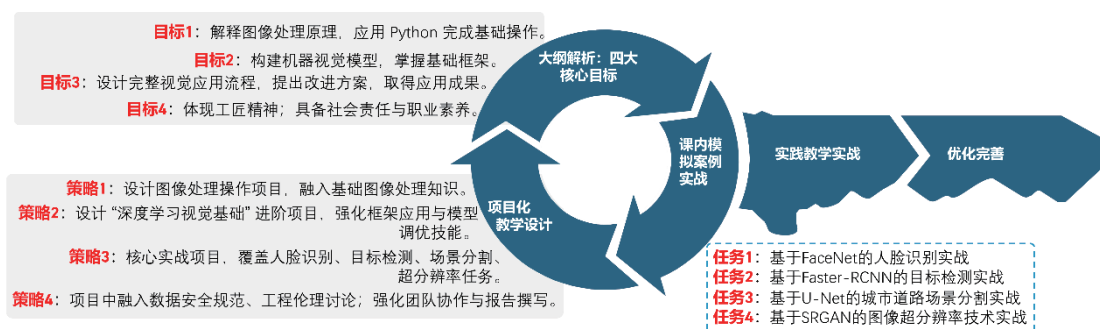 目标1：解释图像处理原理，应用 Python 完成基础操作。
目标2：构建机器视觉模型，掌握基础框架。
目标3：设计完整视觉应用流程，提出改进方案，取得应用成果。
目标4：体现工匠精神；具备社会责任与职业素养。
大纲解析：四大
核心目标
课内模
拟案例
实战
实践教学实战
优化完善
项目化
教学设计
策略1：设计图像处理操作项目，融入基础图像处理知识。
策略2：设计 “深度学习视觉基础” 进阶项目，强化框架应用与模型
调优技能。
策略3：核心实战项目，覆盖人脸识别、目标检测、场景分割、
超分辨率任务。
策略4：项目中融入数据安全规范、工程伦理讨论；强化团队协作与报告撰写。
任务1：基于FaceNet的人脸识别实战
任务2：基于Faster-RCNN的目标检测实战
任务3：基于U-Net的城市道路场景分割实战
任务4：基于SRGAN的图像超分辨率技术实战